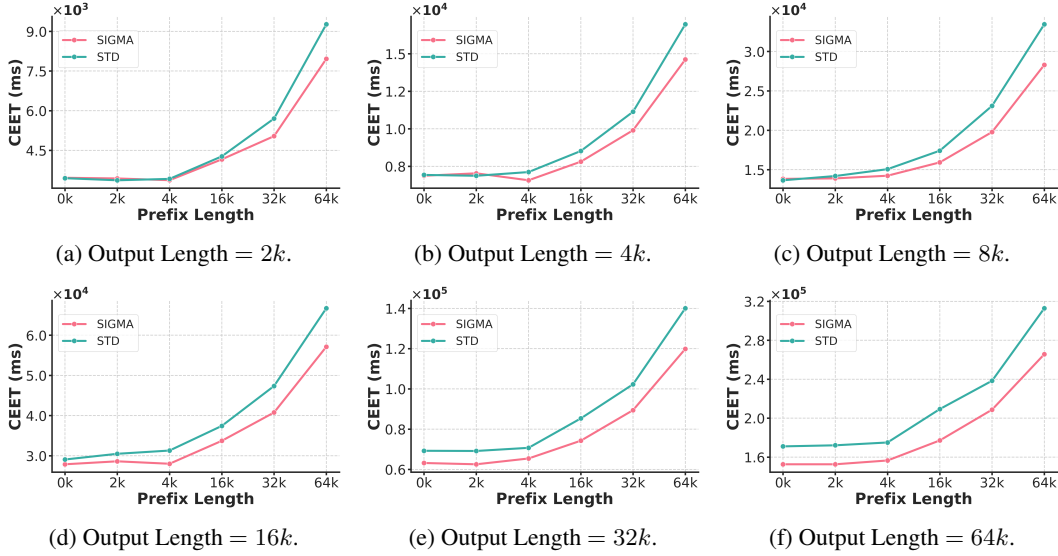 ×10³
9.0
7.5
6.0
4.5
CEET (ms)
SIGMA
STD
0k 2k 4k 16k 32k 64k
Prefix Length
(a) Output Length = 2k.
×10⁴
1.5
1.3
1.0
0.8
CEET (ms)
SIGMA
STD
0k 2k 4k 16k 32k 64k
Prefix Length
(b) Output Length = 4k.
×10⁴
3.0
2.5
2.0
1.5
CEET (ms)
SIGMA
STD
0k 2k 4k 16k 32k 64k
Prefix Length
(c) Output Length = 8k.
×10⁴
6.0
5.0
4.0
3.0
CEET (ms)
SIGMA
STD
0k 2k 4k 16k 32k 64k
Prefix Length
(d) Output Length = 16k.
×10⁵
1.4
1.2
1.0
0.8
0.6
CEET (ms)
SIGMA
STD
0k 2k 4k 16k 32k 64k
Prefix Length
(e) Output Length = 32k.
×10⁵
3.2
2.8
2.4
2.0
1.6
CEET (ms)
SIGMA
STD
0k 2k 4k 16k 32k 64k
Prefix Length
(f) Output Length = 64k.